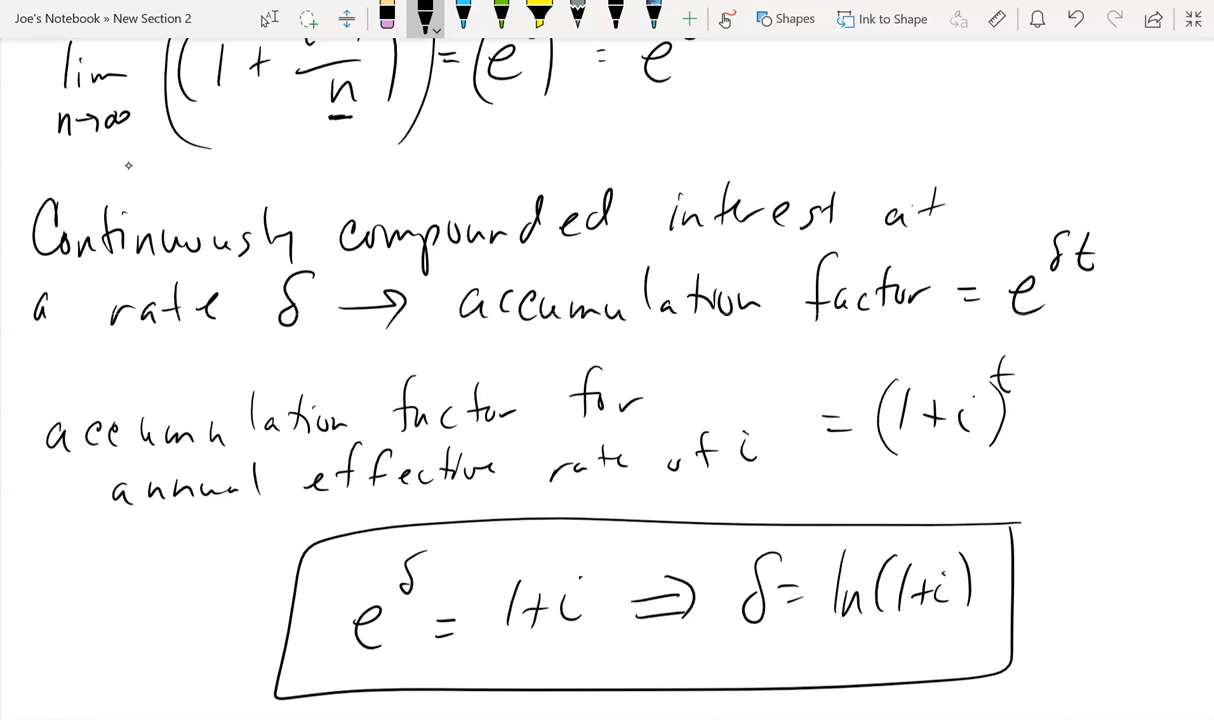 Joe's Notebook » New Section 2
Shapes
Ink to Shape
lim ((1 + — n)) = (e) = e
n→∞
Continuously compounded interest at
a rate δ → accumulation factor = e^δt
accumulation factor for
annual effective rate of i = (1+i)^t
e^δ = 1+i ⇒ δ = ln(1+i)